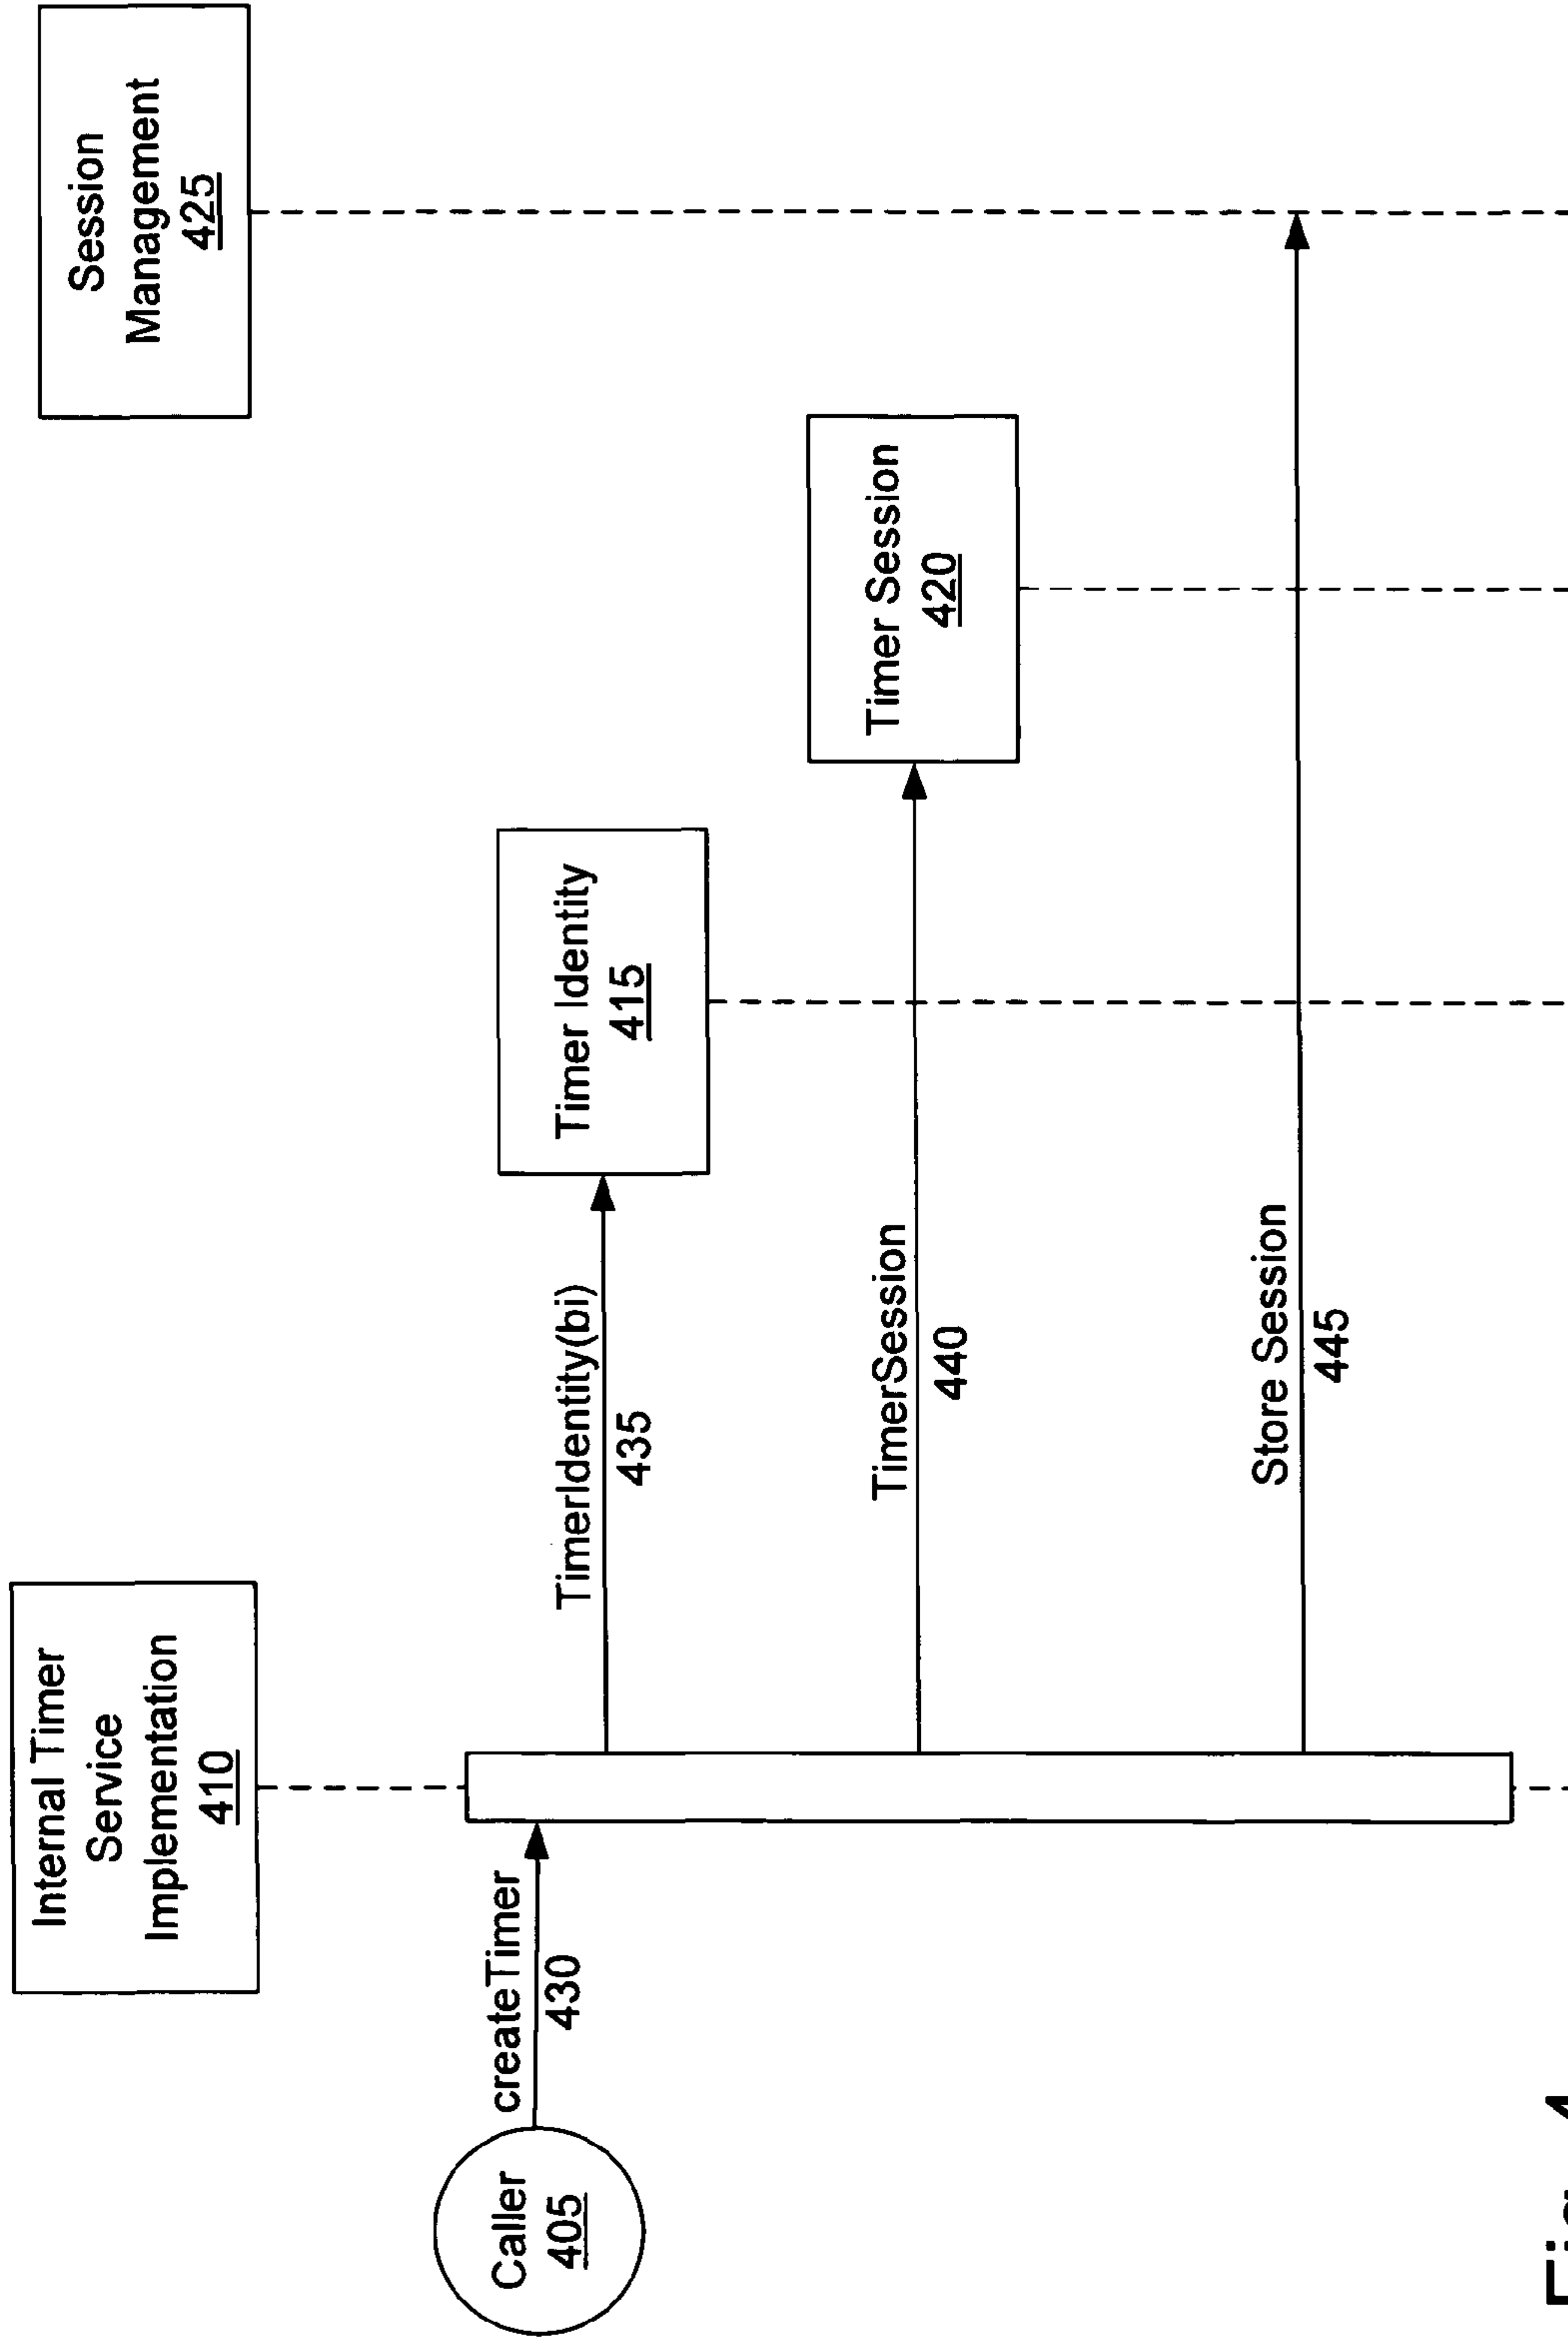 Internal Timer
Service
Implementation
410
Session
Management
425
Caller
405
createTimer
430
TimerIdentity(bi)
435
Timer Identity
415
TimerSession
440
Timer Session
420
Store Session
445